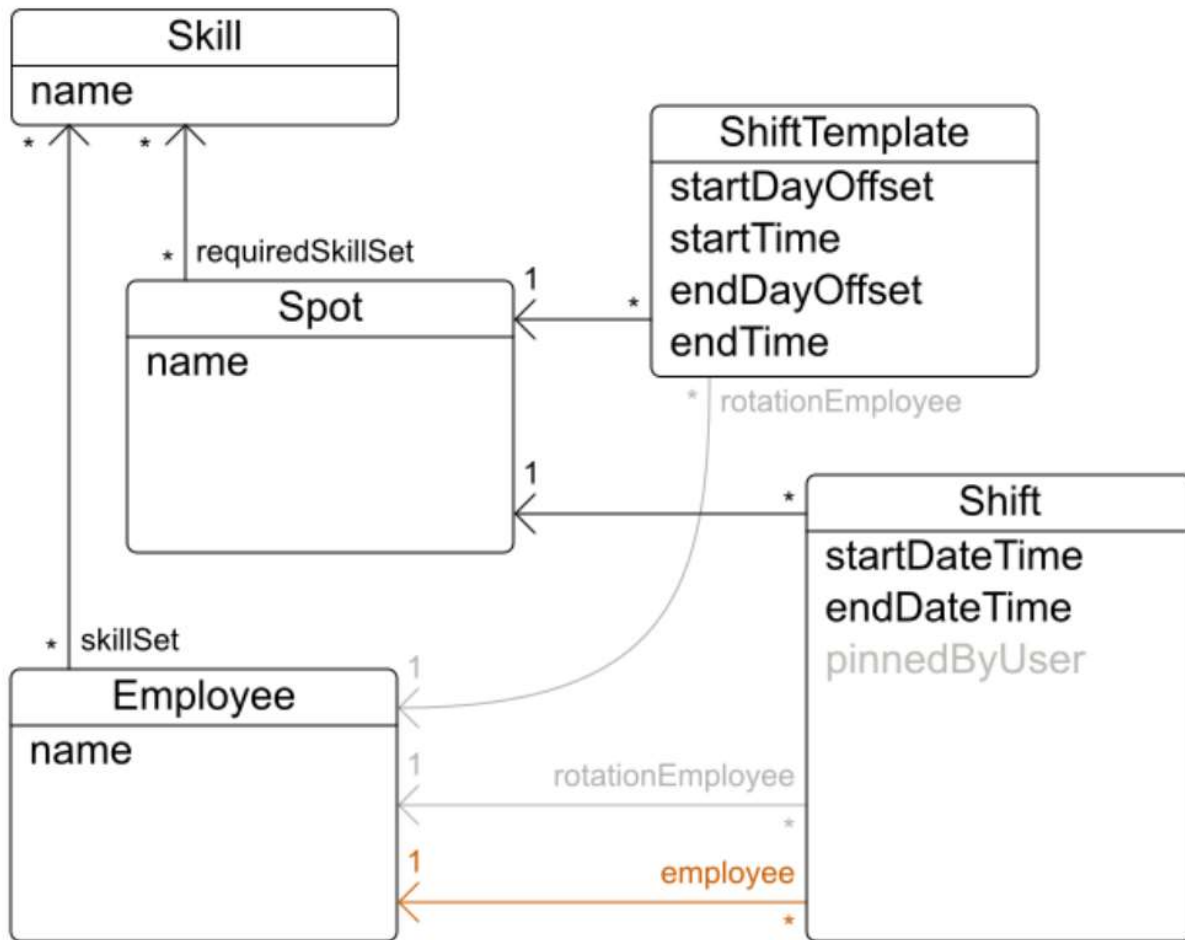 Skill
name
*
*
ShiftTemplate
startDayOffset
startTime
endDayOffset
endTime
* requiredSkillSet
Spot
name
1
*
* rotationEmployee
1
*
Shift
startDateTime
endDateTime
pinnedByUser
* skillSet
Employee
name
1
1
rotationEmployee
*
1
employee
*